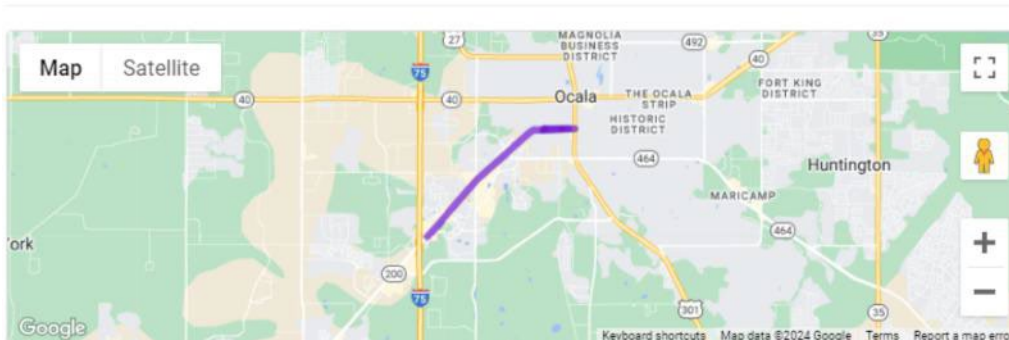 Map
Satellite
27
MAGNOLIA
BUSINESS
DISTRICT
492
35
75
40
40
40
Ocala
THE OCALA
STRIP
FORT KING
DISTRICT
HISTORIC
DISTRICT
464
Huntington
MARICAMP
464
ork
200
75
301
35
Google
Keyboard shortcuts
Map data ©2024 Google
Terms
Report a map erro